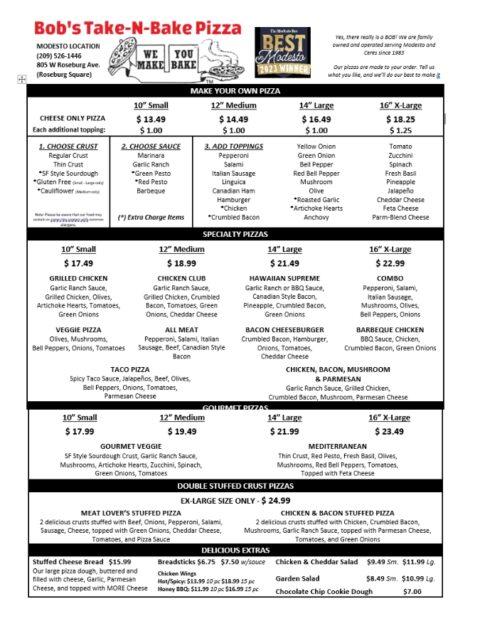 Bob's Take-N-Bake Pizza
MODESTO LOCATION
(209) 526-1446
805 W Roseburg Ave.
(Roseburg Square)
WE MAKE
YOU BAKE
The Modesto Bee
BEST
Modesto
2023 WINNER
Yes, there really is a BOB! We are family
owned and operated serving Modesto and
Ceres since 1983
Our pizzas are made to your order. Tell us
what you like, and we'll do our best to make it
MAKE YOUR OWN PIZZA
10" Small 12" Medium 14" Large 16" X-Large
CHEESE ONLY PIZZA $ 13.49 $ 14.49 $ 16.49 $ 18.25
Each additional topping: $ 1.00 $ 1.00 $ 1.00 $ 1.25
1. CHOOSE CRUST
Regular Crust
Thin Crust
*SF Style Sourdough
*Gluten Free (Small - Large only)
*Cauliflower (Medium only)
Note: Please be aware that our food may
contain or
allergens.
2. CHOOSE SAUCE
Marinara
Garlic Ranch
*Green Pesto
*Red Pesto
Barbeque
(*) Extra Charge Items
3. ADD TOPPINGS
Pepperoni
Salami
Italian Sausage
Linguica
Canadian Ham
Hamburger
*Chicken
*Crumbled Bacon
Yellow Onion
Green Onion
Bell Pepper
Red Bell Pepper
Mushroom
Olive
*Roasted Garlic
*Artichoke Hearts
Anchovy
Tomato
Zucchini
Spinach
Fresh Basil
Pineapple
Jalapeño
Cheddar Cheese
Feta Cheese
Parm-Blend Cheese
SPECIALTY PIZZAS
10" Small 12" Medium 14" Large 16" X-Large
$ 17.49 $ 18.99 $ 21.49 $ 22.99
GRILLED CHICKEN
Garlic Ranch Sauce,
Grilled Chicken, Olives,
Artichoke Hearts, Tomatoes,
Green Onions
CHICKEN CLUB
Garlic Ranch Sauce,
Grilled Chicken, Crumbled
Bacon, Tomatoes, Green
Onions, Cheddar Cheese
HAWAIIAN SUPREME
Garlic Ranch or BBQ Sauce,
Canadian Style Bacon,
Pineapple, Crumbled Bacon,
Green Onions
COMBO
Pepperoni, Salami,
Italian Sausage,
Mushrooms, Olives,
Bell Peppers, Onions
VEGGIE PIZZA
Olives, Mushrooms,
Bell Peppers, Onions, Tomatoes
ALL MEAT
Pepperoni, Salami, Italian
Sausage, Beef, Canadian Style
Bacon
BACON CHEESEBURGER
Crumbled Bacon, Hamburger,
Onions, Tomatoes,
Cheddar Cheese
BARBEQUE CHICKEN
BBQ Sauce, Chicken,
Crumbled Bacon, Green Onions
TACO PIZZA
Spicy Taco Sauce, Jalapeños, Beef, Olives,
Bell Peppers, Onions, Tomatoes,
Parmesan Cheese
CHICKEN, BACON, MUSHROOM
& PARMESAN
Garlic Ranch Sauce, Grilled Chicken,
Crumbled Bacon, Mushroom, Parmesan Cheese
GOURMET PIZZAS
10" Small 12" Medium 14" Large 16" X-Large
$ 17.99 $ 19.49 $ 21.99 $ 23.49
GOURMET VEGGIE
SF Style Sourdough Crust, Garlic Ranch Sauce,
Mushrooms, Artichoke Hearts, Zucchini, Spinach,
Green Onions, Tomatoes
MEDITERRANEAN
Thin Crust, Red Pesto, Fresh Basil, Olives,
Mushrooms, Red Bell Peppers, Tomatoes,
Topped with Feta Cheese
DOUBLE STUFFED CRUST PIZZAS
EX-LARGE SIZE ONLY - $ 24.99
MEAT LOVER'S STUFFED PIZZA
2 delicious crusts stuffed with Beef, Onions, Pepperoni, Salami,
Sausage, Cheese, topped with Green Onions, Cheddar Cheese,
Tomatoes, and Pizza Sauce
CHICKEN & BACON STUFFED PIZZA
2 delicious crusts stuffed with Chicken, Crumbled Bacon,
Mushrooms, Garlic Ranch Sauce, topped with Parmesan Cheese,
Tomatoes, and Green Onions
DELICIOUS EXTRAS
Stuffed Cheese Bread $15.99
Our large pizza dough, buttered and
filled with cheese, Garlic, Parmesan
Cheese, and topped with MORE Cheese
Breadsticks $6.75 $7.50 w/sauce
Chicken Wings
Hot/Spicy: $13.99 10 pc $18.99 15 pc
Honey BBQ: $11.99 10 pc $16.99 15 pc
Chicken & Cheddar Salad $9.49 Sm. $11.99 Lg.
Garden Salad $8.49 Sm. $10.99 Lg.
Chocolate Chip Cookie Dough $7.00